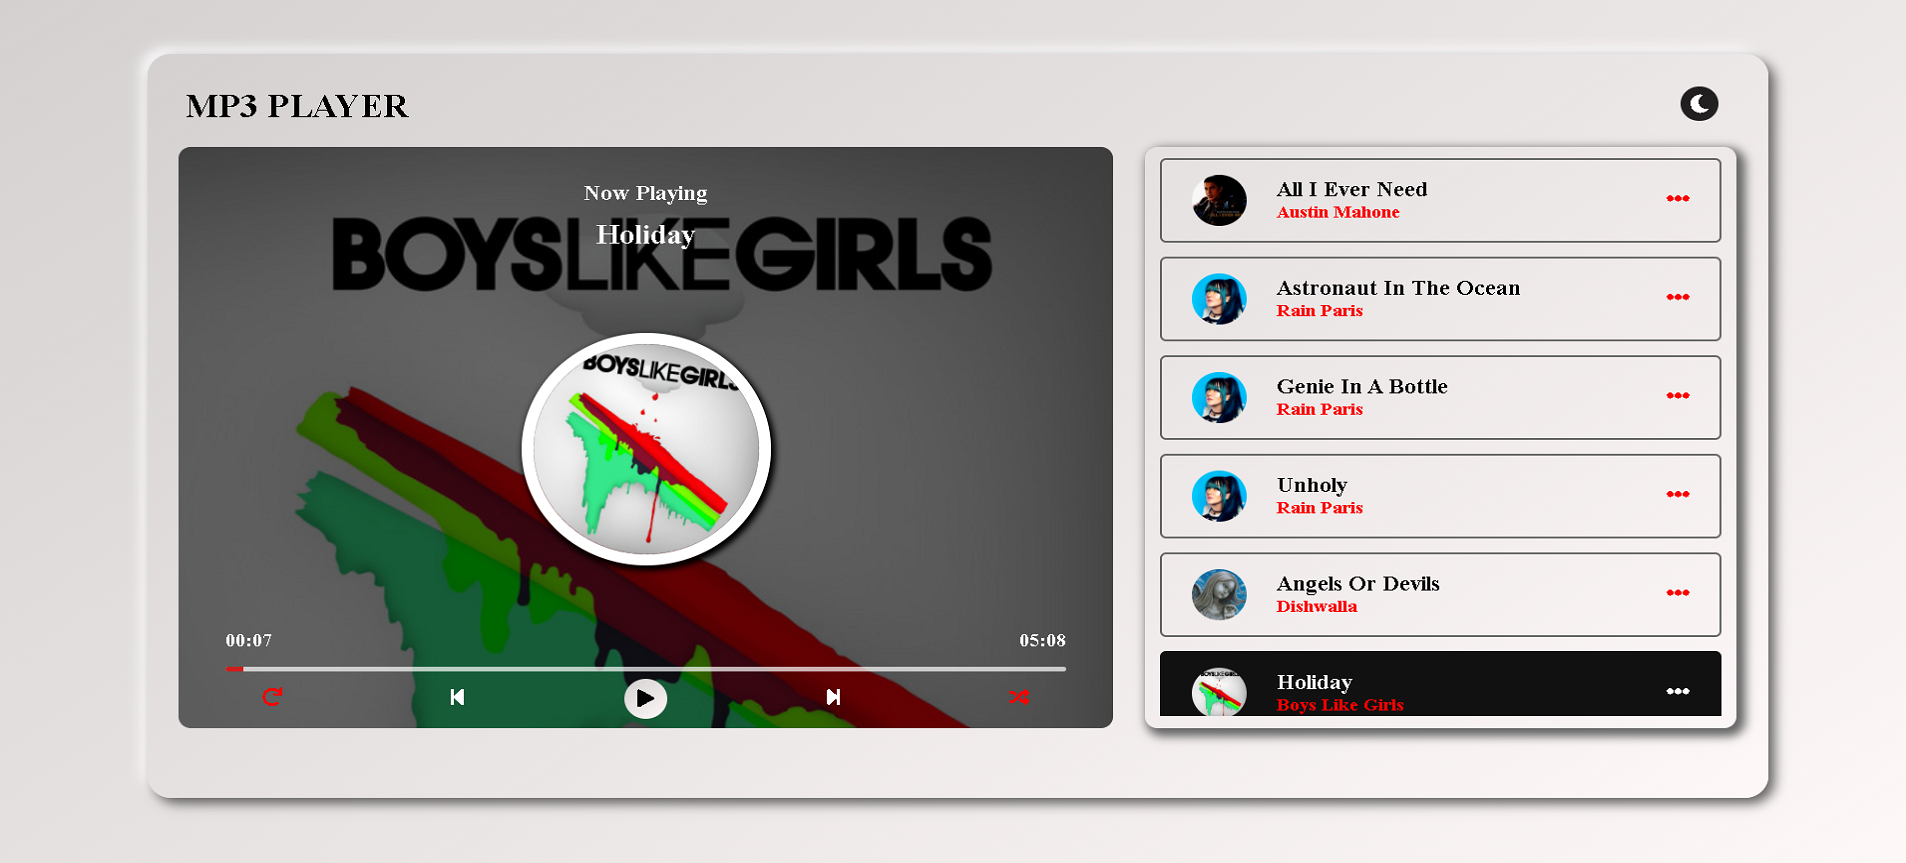 MP3 PLAYER
Now Playing
Holiday
BOYSLIKEGIRLS
BOYSLIKEGIRLS
00:07
05:08
All I Ever Need
Austin Mahone
Astronaut In The Ocean
Rain Paris
Genie In A Bottle
Rain Paris
Unholy
Rain Paris
Angels Or Devils
Dishwalla
Holiday
Boys Like Girls